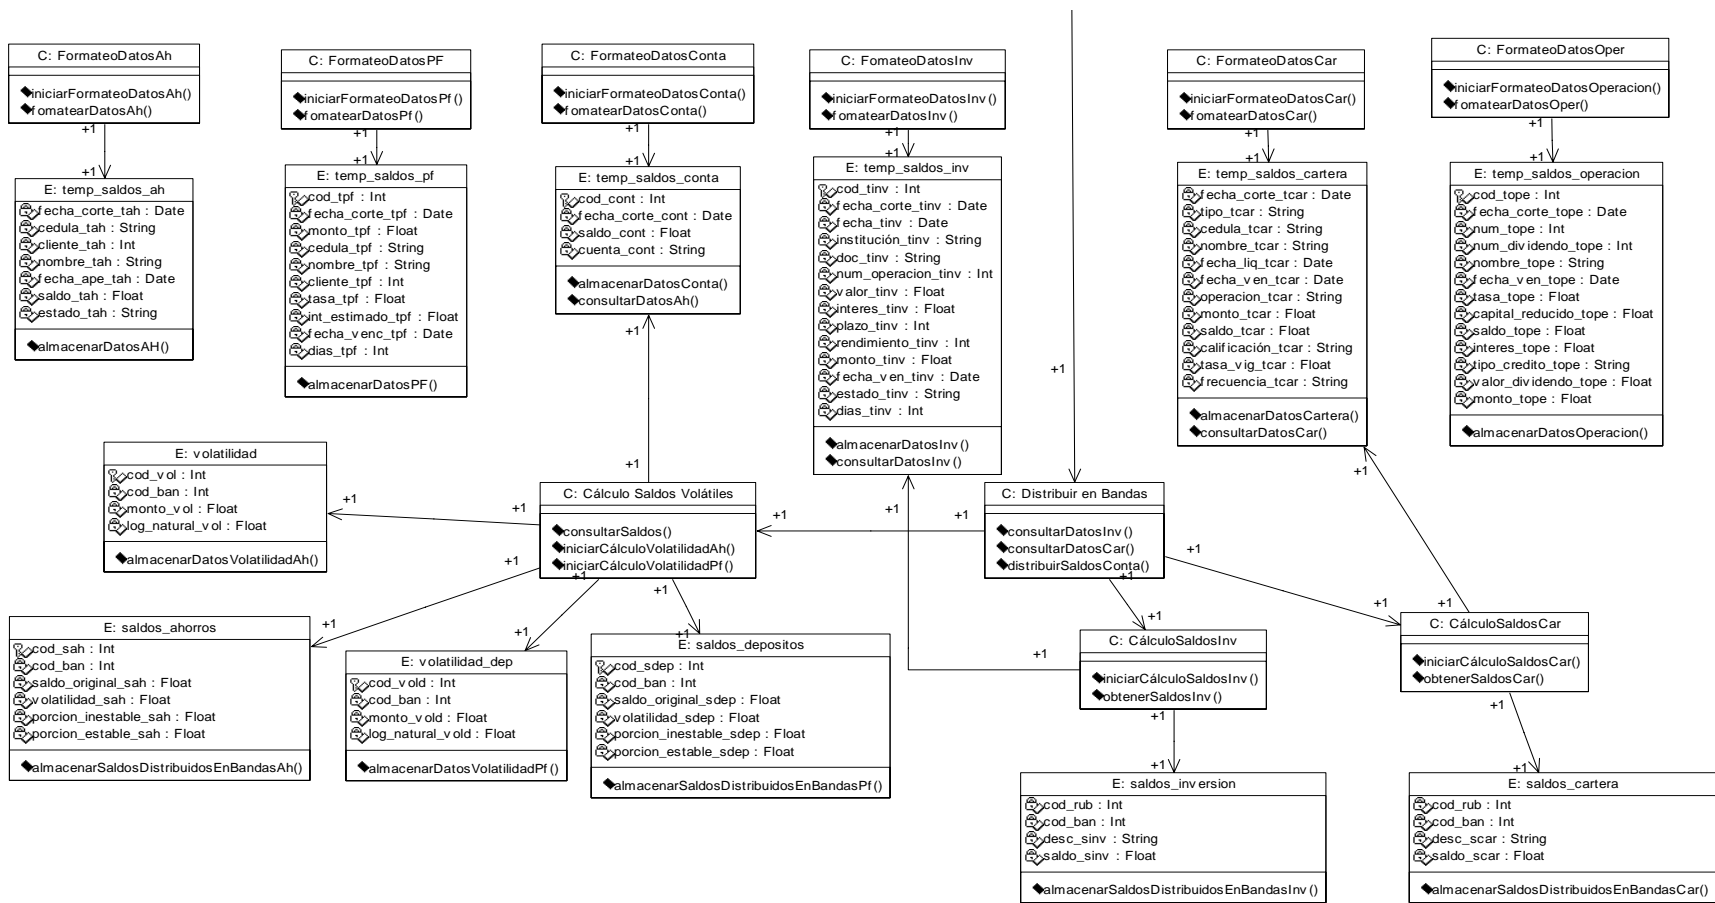 C: FormateoDatosAh
iniciarFormateoDatosAh()
fomatearDatosAh()
+1
+1
E: temp_saldos_ah
fecha_corte_tah : Date
cedula_tah : String
cliente_tah : Int
nombre_tah : String
fecha_ape_tah : Date
saldo_tah : Float
estado_tah : String
almacenarDatosAH()
C: FormateoDatosPF
iniciarFormateoDatosPf()
fomatearDatosPf()
+1
+1
E: temp_saldos_pf
cod_tpf : Int
fecha_corte_tpf : Date
monto_tpf : Float
cedula_tpf : String
nombre_tpf : String
cliente_tpf : Int
tasa_tpf : Float
int_estimado_tpf : Float
fecha_venc_tpf : Date
dias_tpf : Int
almacenarDatosPF()
C: FormateoDatosConta
iniciarFormateoDatosConta()
fomatearDatosConta()
+1
+1
E: temp_saldos_conta
cod_cont : Int
fecha_corte_cont : Date
saldo_cont : Float
cuenta_cont : String
almacenarDatosConta()
consultarDatosAh()
+1
+1
C: FomateoDatosInv
iniciarFormateoDatosInv()
fomatearDatosInv()
+1
+1
E: temp_saldos_inv
cod_tinv : Int
fecha_corte_tinv : Date
fecha_tinv : Date
institución_tinv : String
doc_tinv : String
num_operacion_tinv : Int
valor_tinv : Float
interes_tinv : Float
plazo_tinv : Int
rendimiento_tinv : Int
monto_tinv : Float
fecha_ven_tinv : Date
estado_tinv : String
dias_tinv : Int
almacenarDatosInv()
consultarDatosInv()
+1
+1
C: FormateoDatosCar
iniciarFormateoDatosCar()
fomatearDatosCar()
+1
+1
E: temp_saldos_cartera
fecha_corte_tcar : Date
tipo_tcar : String
cedula_tcar : String
nombre_tcar : String
fecha_liq_tcar : Date
fecha_ven_tcar : Date
operacion_tcar : String
monto_tcar : Float
saldo_tcar : Float
calificación_tcar : String
tasa_vig_tcar : Float
frecuencia_tcar : String
almacenarDatosCartera()
consultarDatosCar()
+1
C: FormateoDatosOper
iniciarFormateoDatosOperacion()
fomatearDatosOper()
+1
+1
E: temp_saldos_operacion
cod_tope : Int
fecha_corte_tope : Date
num_tope : Int
num_dividendo_tope : Int
nombre_tope : String
fecha_ven_tope : Date
tasa_tope : Float
capital_reducido_tope : Float
saldo_tope : Float
interes_tope : Float
tipo_credito_tope : String
valor_dividendo_tope : Float
monto_tope : Float
almacenarDatosOperacion()
E: volatilidad
cod_vol : Int
cod_ban : Int
monto_vol : Float
log_natural_vol : Float
almacenarDatosVolatilidadAh()
+1
+1
C: Cálculo Saldos Volátiles
consultarSaldos()
iniciarCálculoVolatilidadAh()
iniciarCálculoVolatilidadPf()
+1
+1
+1
+1
C: Distribuir en Bandas
consultarDatosInv()
consultarDatosCar()
distribuirSaldosConta()
+1
+1
+1
+1
+1
+1
E: saldos_ahorros
cod_sah : Int
cod_ban : Int
saldo_original_sah : Float
volatilidad_sah : Float
porcion_inestable_sah : Float
porcion_estable_sah : Float
almacenarSaldosDistribuidosEnBandasAh()
+1
+1
E: volatilidad_dep
cod_vold : Int
cod_ban : Int
monto_vold : Float
log_natural_vold : Float
almacenarDatosVolatilidadPf()
+1
E: saldos_depositos
cod_sdep : Int
cod_ban : Int
saldo_original_sdep : Float
volatilidad_sdep : Float
porcion_inestable_sdep : Float
porcion_estable_sdep : Float
almacenarSaldosDistribuidosEnBandasPf()
C: CálculoSaldosInv
iniciarCálculoSaldosInv()
obtenerSaldosInv()
+1
+1
E: saldos_inversion
cod_rub : Int
cod_ban : Int
desc_sinv : String
saldo_sinv : Float
almacenarSaldosDistribuidosEnBandasInv()
C: CálculoSaldosCar
iniciarCálculoSaldosCar()
obtenerSaldosCar()
+1
+1
E: saldos_cartera
cod_rub : Int
cod_ban : Int
desc_scar : String
saldo_scar : Float
almacenarSaldosDistribuidosEnBandasCar()